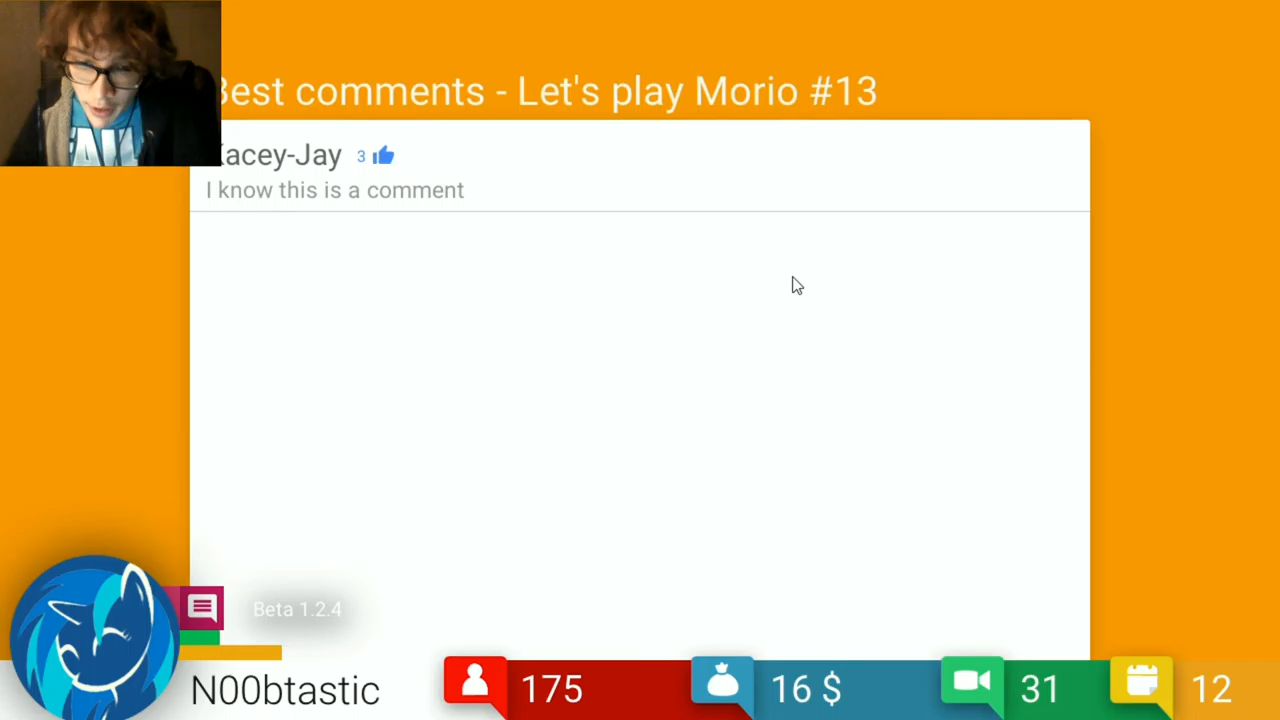 Best comments - Let's play Morio #13
Kacey-Jay 3
I know this is a comment
Beta 1.2.4
N00btastic 175 16 $ 31 12